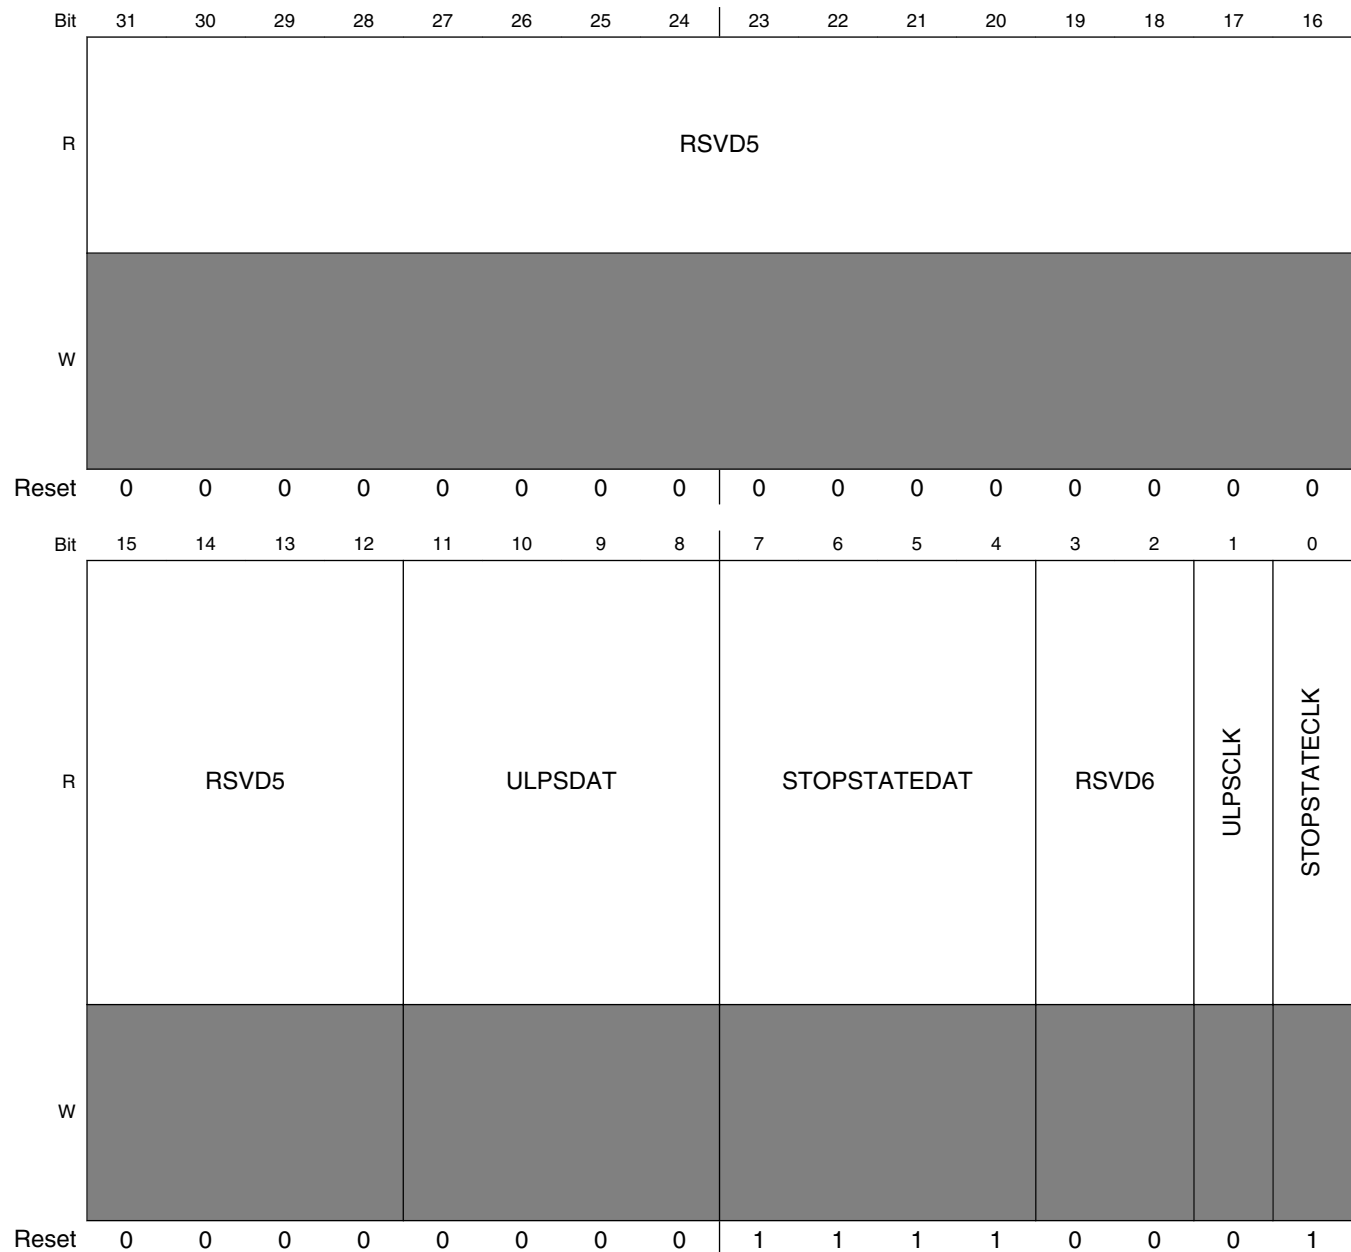 Bit 31 30 29 28 27 26 25 24 23 22 21 20 19 18 17 16
R RSVD5
W
Reset 0 0 0 0 0 0 0 0 0 0 0 0 0 0 0 0
Bit 15 14 13 12 11 10 9 8 7 6 5 4 3 2 1 0
R RSVD5 ULPSDAT STOPSTATEDAT RSVD6 ULPSCLK STOPSTATECLK
W
Reset 0 0 0 0 0 0 0 0 1 1 1 1 0 0 0 1